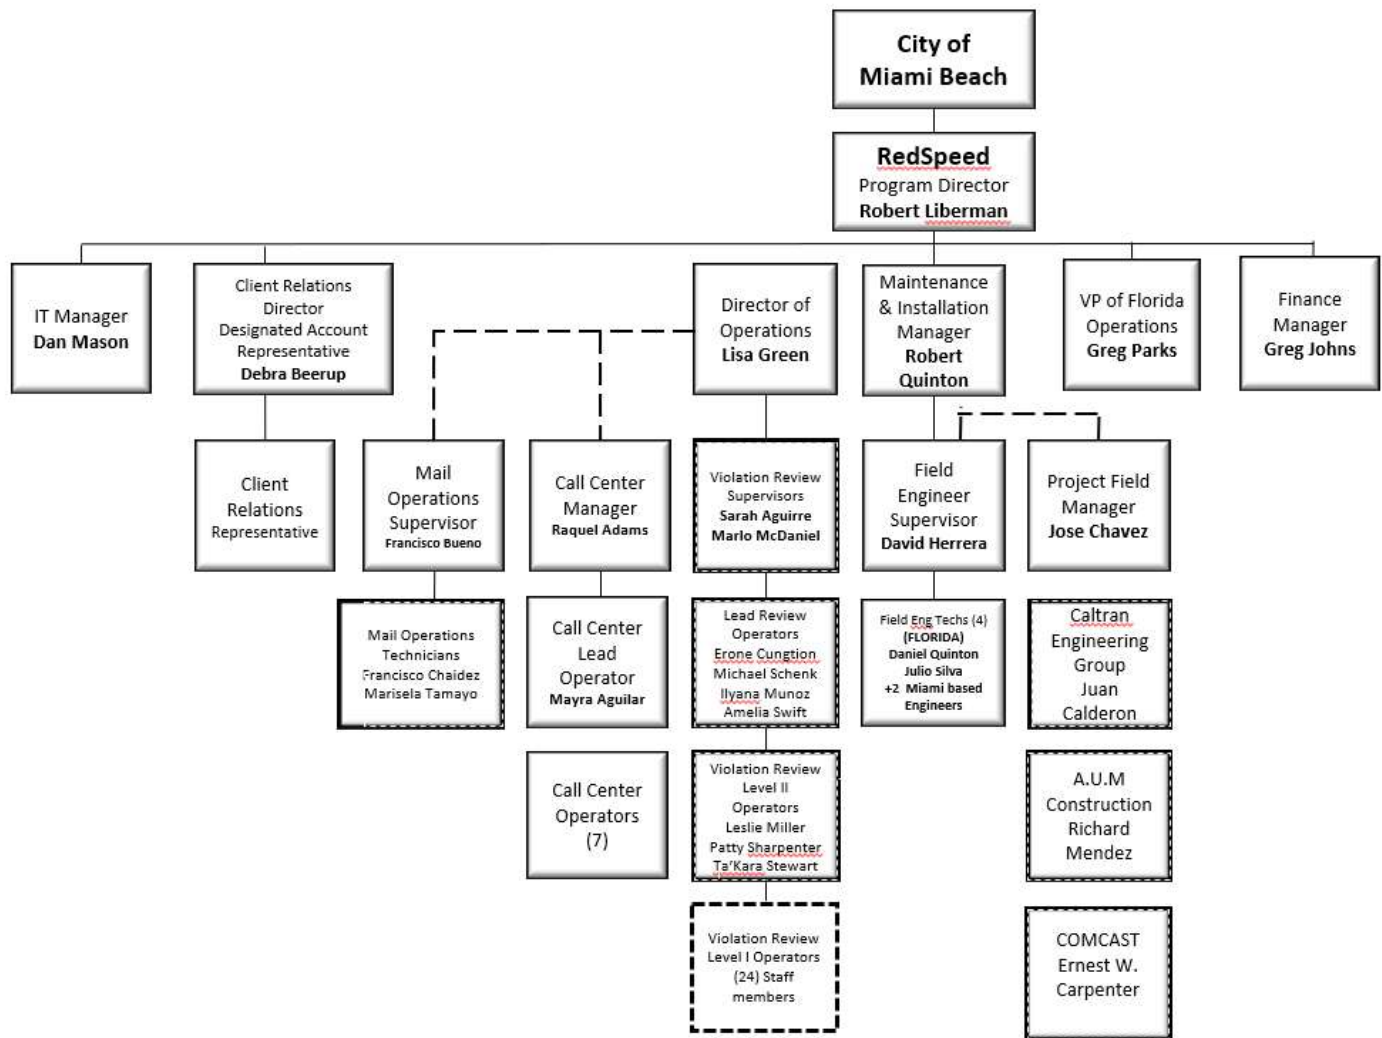 City of
Miami Beach
RedSpeed
Program Director
Robert Liberman
IT Manager
Dan Mason
Client Relations
Director
Designated Account
Representative
Debra Beerup
Director of
Operations
Lisa Green
Maintenance
& Installation
Manager
Robert
Quinton
VP of Florida
Operations
Greg Parks
Finance
Manager
Greg Johns
Client
Relations
Representative
Mail
Operations
Supervisor
Francisco Bueno
Call Center
Manager
Raquel Adams
Violation Review
Supervisors
Sarah Aguirre
Marlo McDaniel
Field
Engineer
Supervisor
David Herrera
Project Field
Manager
Jose Chavez
Mail Operations
Technicians
Francisco Chaidez
Marisela Tamayo
Call Center
Lead
Operator
Mayra Aguilar
Lead Review
Operators
Erone Cungtion
Michael Schenk
Ilyana Munoz
Amelia Swift
Field Eng Techs (4)
(FLORIDA)
Daniel Quinton
Julio Silva
+2 Miami based
Engineers
Caltran
Engineering
Group
Juan
Calderon
Call Center
Operators
(7)
Violation Review
Level II
Operators
Leslie Miller
Patty Sharpenter
Ta'Kara Stewart
A.U.M
Construction
Richard
Mendez
Violation Review
Level I Operators
(24) Staff
members
COMCAST
Ernest W.
Carpenter